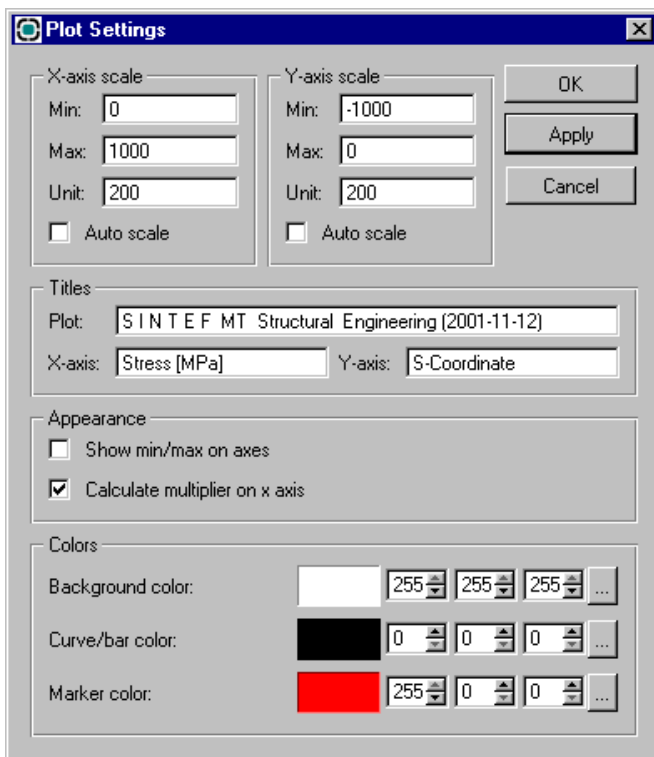 Plot Settings
X-axis scale
Min: 0
Max: 1000
Unit: 200
Auto scale
Y-axis scale
Min: -1000
Max: 0
Unit: 200
Auto scale
OK
Apply
Cancel
Titles
Plot: S I N T E F MT Structural Engineering (2001-11-12)
X-axis: Stress [MPa] Y-axis: S-Coordinate
Appearance
Show min/max on axes
Calculate multiplier on x axis
Colors
Background color: 255 255 255 ...
Curve/bar color: 0 0 0 ...
Marker color: 255 0 0 ...